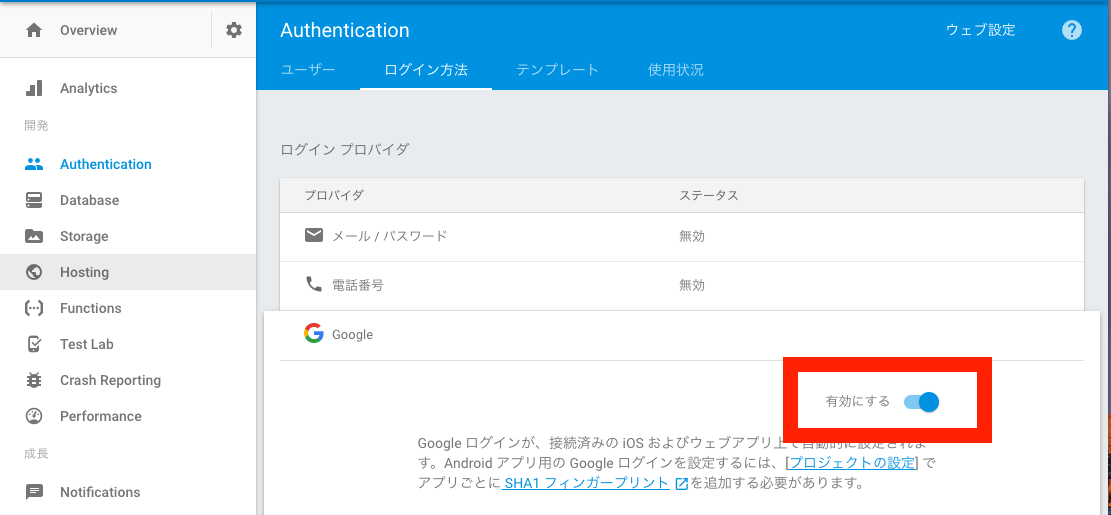 Overview
Analytics
開発
Authentication
Database
Storage
Hosting
Functions
Test Lab
Crash Reporting
Performance
成長
Notifications
Authentication
ウェブ設定
ユーザー ログイン方法 テンプレート 使用状況
ログイン プロバイダ
プロバイダ ステータス
メール / パスワード 無効
電話番号 無効
Google
有効にする
Google ログインが、接続済みの iOS およびウェブアプリ上で自動的に設定されま
す。Android アプリ用の Google ログインを設定するには、[プロジェクトの設定] で
アプリごとに SHA1 フィンガープリント を追加する必要があります。